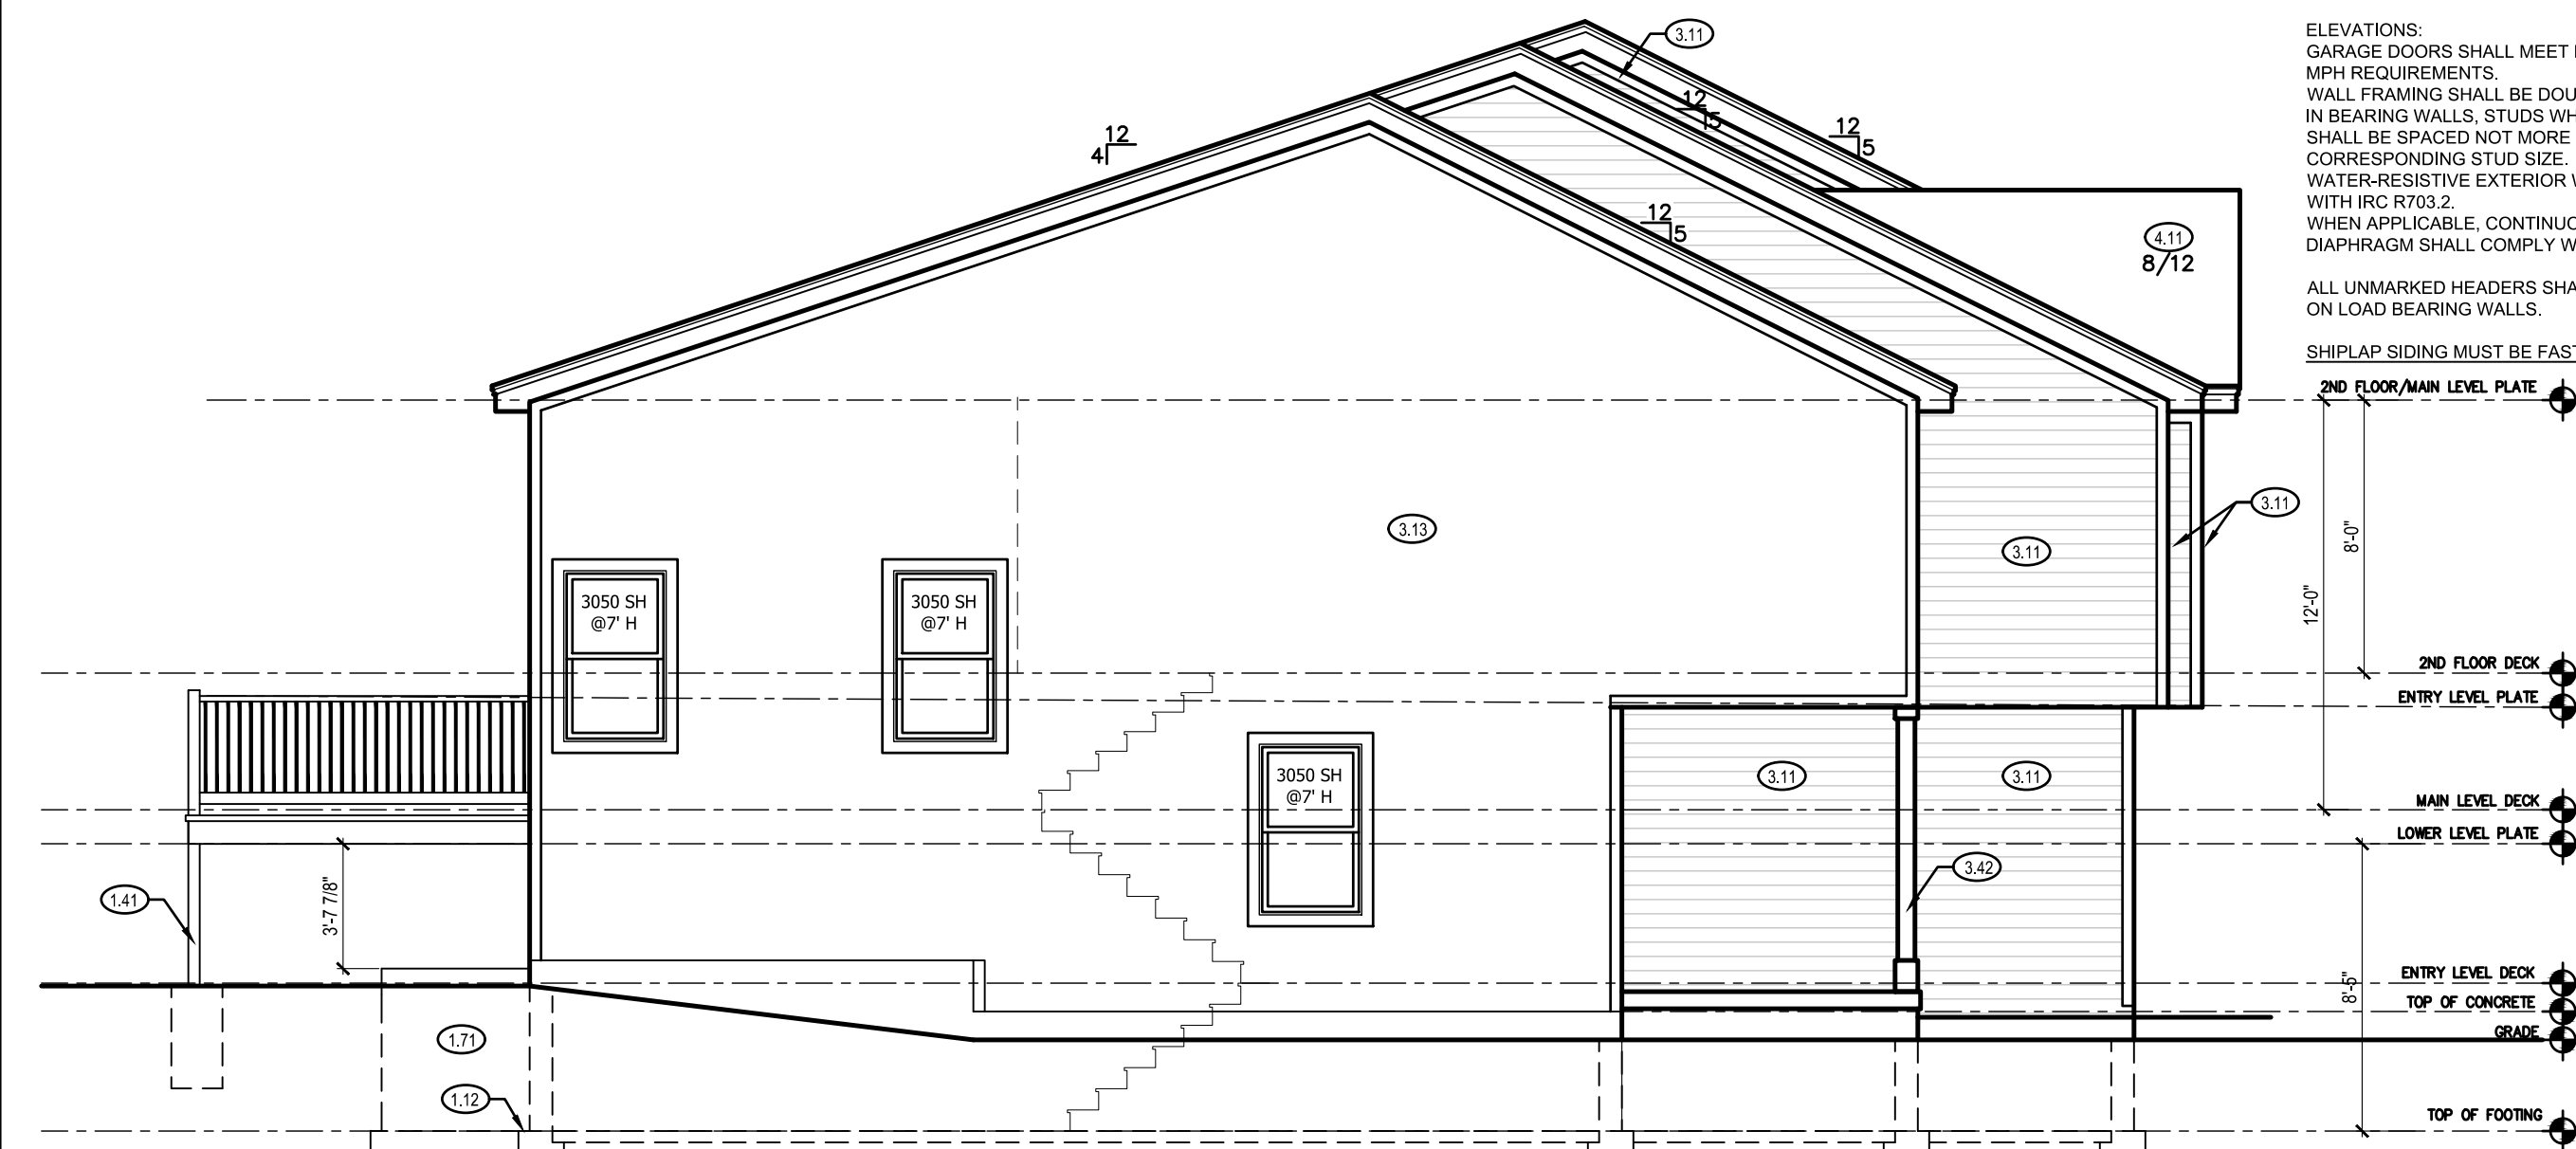 ELEVATIONS:
GARAGE DOORS SHALL MEET
MPH REQUIREMENTS.
WALL FRAMING SHALL BE DOU
IN BEARING WALLS, STUDS WH
SHALL BE SPACED NOT MORE
CORRESPONDING STUD SIZE.
WATER-RESISTIVE EXTERIOR
WITH IRC R703.2.
WHEN APPLICABLE, CONTINUO
DIAPHRAGM SHALL COMPLY W
ALL UNMARKED HEADERS SHA
ON LOAD BEARING WALLS.
SHIPLAP SIDING MUST BE FAST
3.11
12
4
12
5
12
5
12
5
4.11
8/12
2ND FLOOR/MAIN LEVEL PLATE
3.13
3.11
3.11
8'-0"
12'-0"
3050 SH
@7' H
3050 SH
@7' H
2ND FLOOR DECK
ENTRY LEVEL PLATE
3050 SH
@7' H
3.11
3.11
MAIN LEVEL DECK
LOWER LEVEL PLATE
3.42
1.41
3'-7 7/8"
ENTRY LEVEL DECK
8'-5"
TOP OF CONCRETE
GRADE
1.71
1.12
TOP OF FOOTING